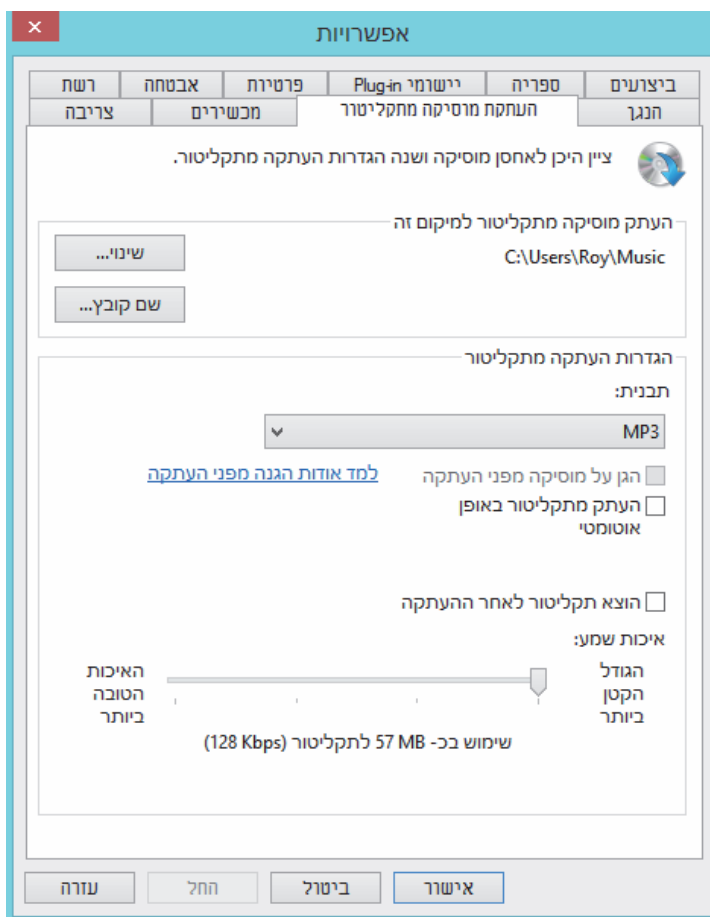 אפשרויות
ביצועים ספריה יישומי Plug-in פרטיות אבטחה רשת
הנגן העתקת מוסיקה מתקליטור מכשירים צריבה
ציין היכן לאחסן מוסיקה ושנה הגדרות העתקה מתקליטור.
העתק מוסיקה מתקליטור למיקום זה
C:\Users\Roy\Music שינוי...
שם קובץ...
הגדרות העתקה מתקליטור
תבנית:
MP3
הגן על מוסיקה מפני העתקה למד אודות הגנה מפני העתקה
העתק מתקליטור באופן
אוטומטי
הוצא תקליטור לאחר ההעתקה
איכות שמע:
הגודל האיכות
הקטן הטובה
ביותר ביותר
שימוש בכ- 57 MB לתקליטור (128 Kbps)
אישור ביטול החל עזרה